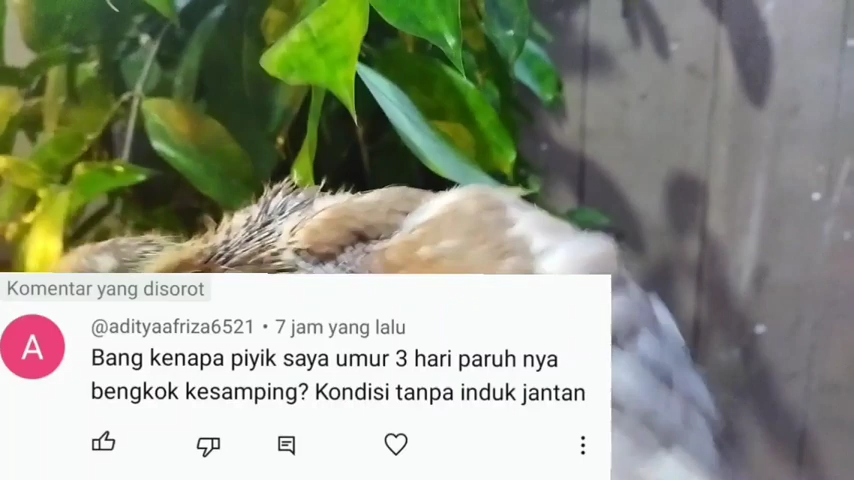 Komentar yang disorot
A
@adityaafriza6521 • 7 jam yang lalu
Bang kenapa piyik saya umur 3 hari paruh nya
bengkok kesamping? Kondisi tanpa induk jantan